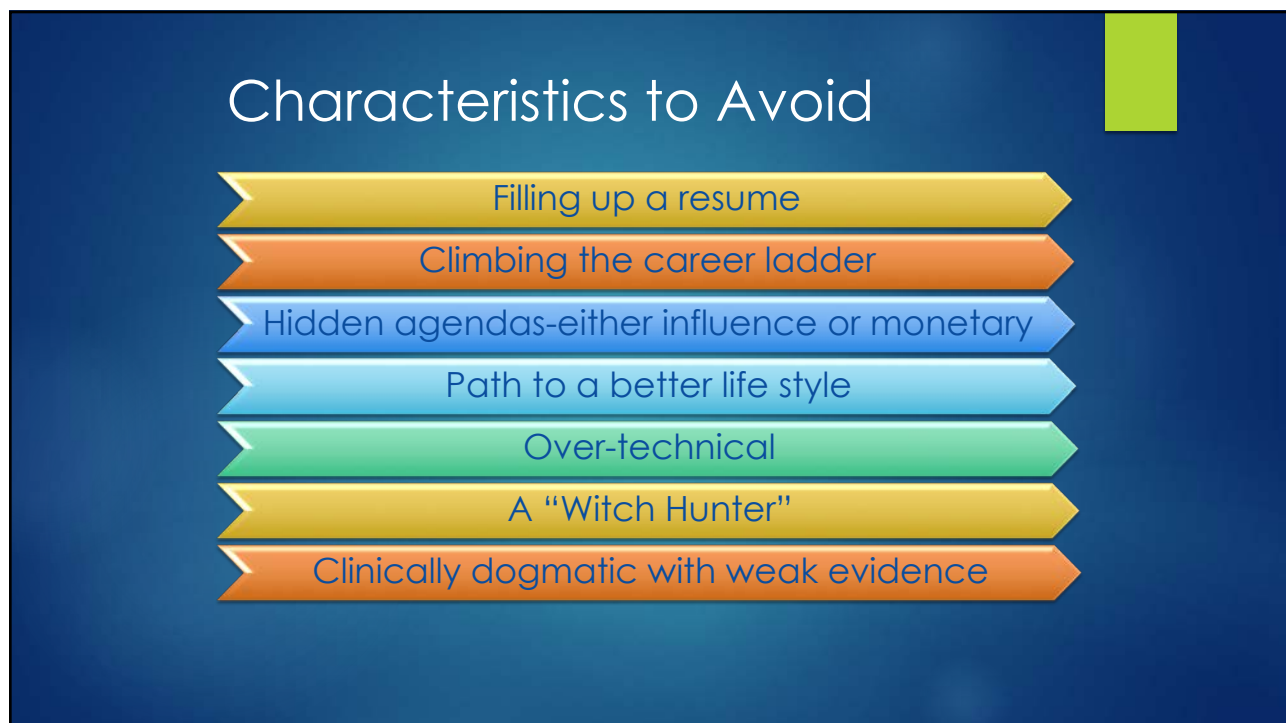 Characteristics to Avoid
Filling up a resume
Climbing the career ladder
Hidden agendas-either influence or monetary
Path to a better life style
Over-technical
A “Witch Hunter”
Clinically dogmatic with weak evidence